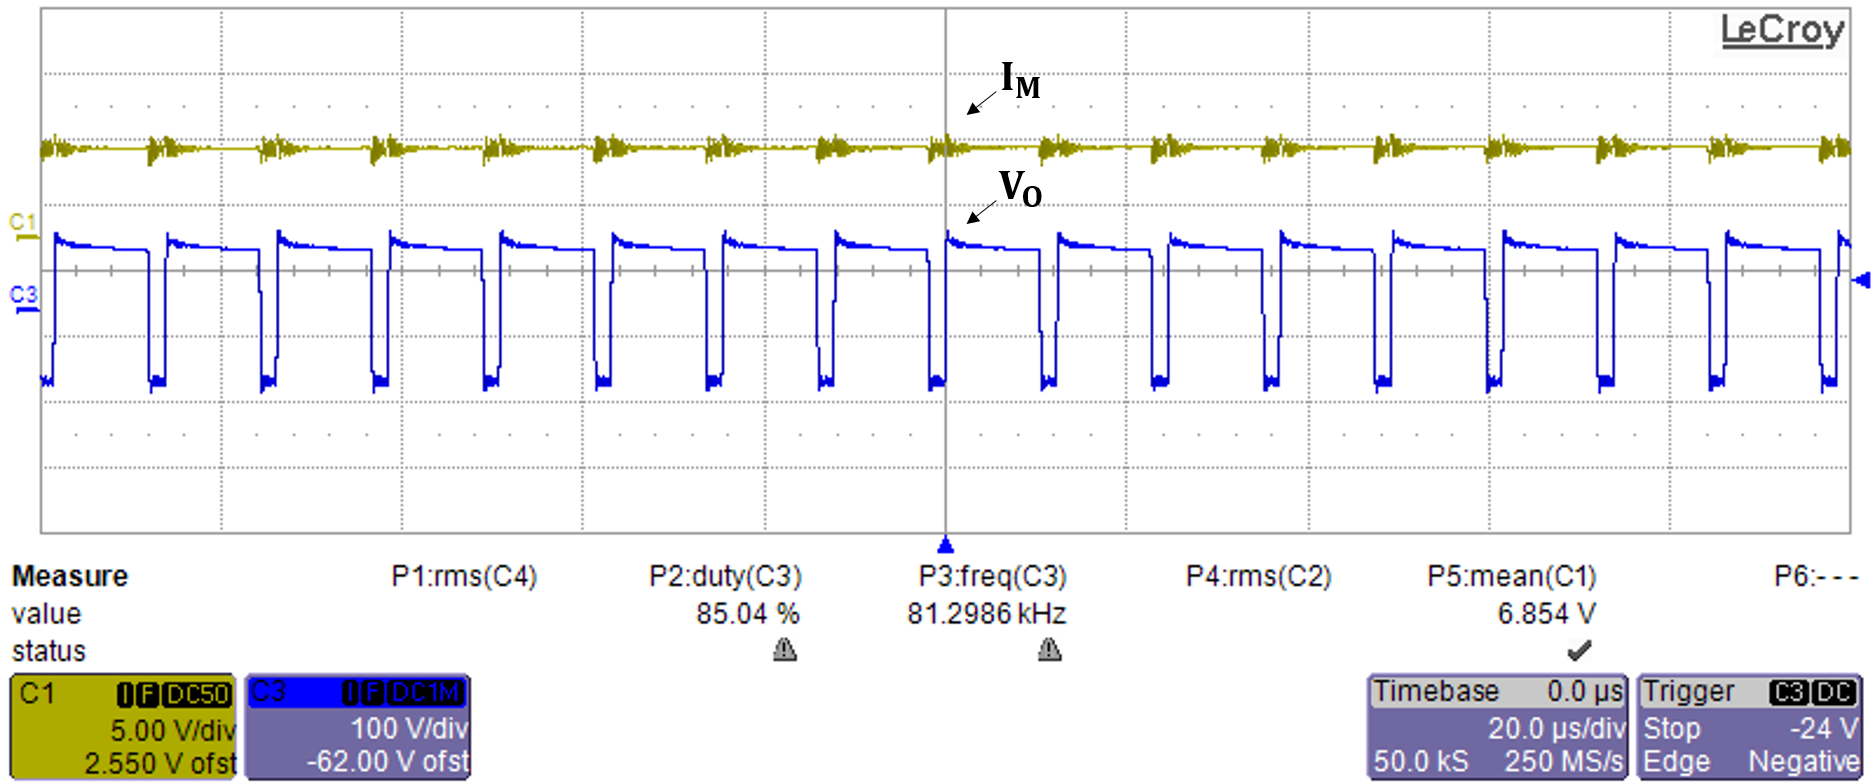 LeCroy
I_M
V_O
C1
C3
Measure P1:rms(C4) P2:duty(C3) P3:freq(C3) P4:rms(C2) P5:mean(C1) P6:- - -
value 85.04 % 81.2986 kHz 6.854 V
status
C1 I F DC50
5.00 V/div
2.550 V ofst
C3 I F DC1M
100 V/div
-62.00 V ofst
Timebase 0.0 µs
20.0 µs/div
50.0 kS 250 MS/s
Trigger C3 DC
Stop -24 V
Edge Negative